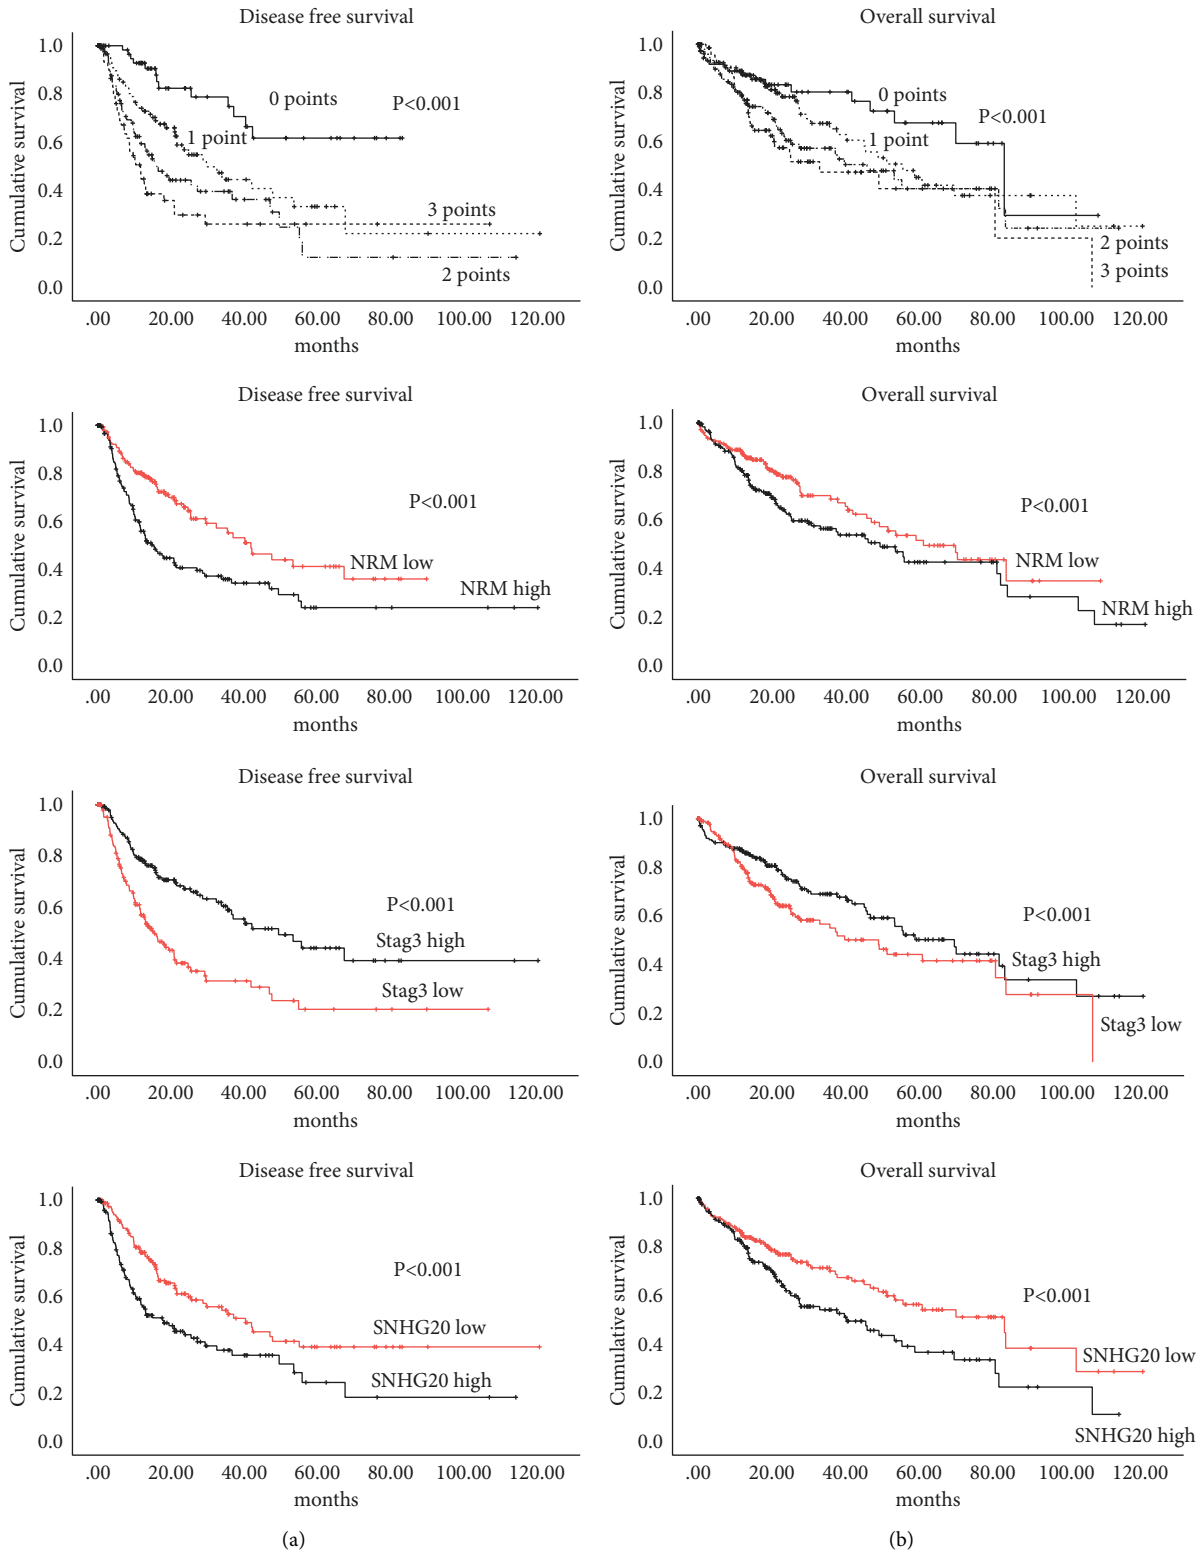 Disease free survival
Cumulative survival
1.0
0.8
0.6
0.4
0.2
0.0
0 points
P<0.001
1 point
3 points
2 points
.00 20.00 40.00 60.00 80.00 100.00 120.00
months
Overall survival
Cumulative survival
1.0
0.8
0.6
0.4
0.2
0.0
0 points
P<0.001
1 point
2 points
3 points
.00 20.00 40.00 60.00 80.00 100.00 120.00
months
Disease free survival
Cumulative survival
1.0
0.8
0.6
0.4
0.2
0.0
P<0.001
NRM low
NRM high
.00 20.00 40.00 60.00 80.00 100.00 120.00
months
Overall survival
Cumulative survival
1.0
0.8
0.6
0.4
0.2
0.0
P<0.001
NRM low
NRM high
.00 20.00 40.00 60.00 80.00 100.00 120.00
months
Disease free survival
Cumulative survival
1.0
0.8
0.6
0.4
0.2
0.0
P<0.001
Stag3 high
Stag3 low
.00 20.00 40.00 60.00 80.00 100.00 120.00
months
Overall survival
Cumulative survival
1.0
0.8
0.6
0.4
0.2
0.0
P<0.001
Stag3 high
Stag3 low
.00 20.00 40.00 60.00 80.00 100.00 120.00
months
Disease free survival
Cumulative survival
1.0
0.8
0.6
0.4
0.2
0.0
P<0.001
SNHG20 low
SNHG20 high
.00 20.00 40.00 60.00 80.00 100.00 120.00
months
(a)
Overall survival
Cumulative survival
1.0
0.8
0.6
0.4
0.2
0.0
P<0.001
SNHG20 low
SNHG20 high
.00 20.00 40.00 60.00 80.00 100.00 120.00
months
(b)